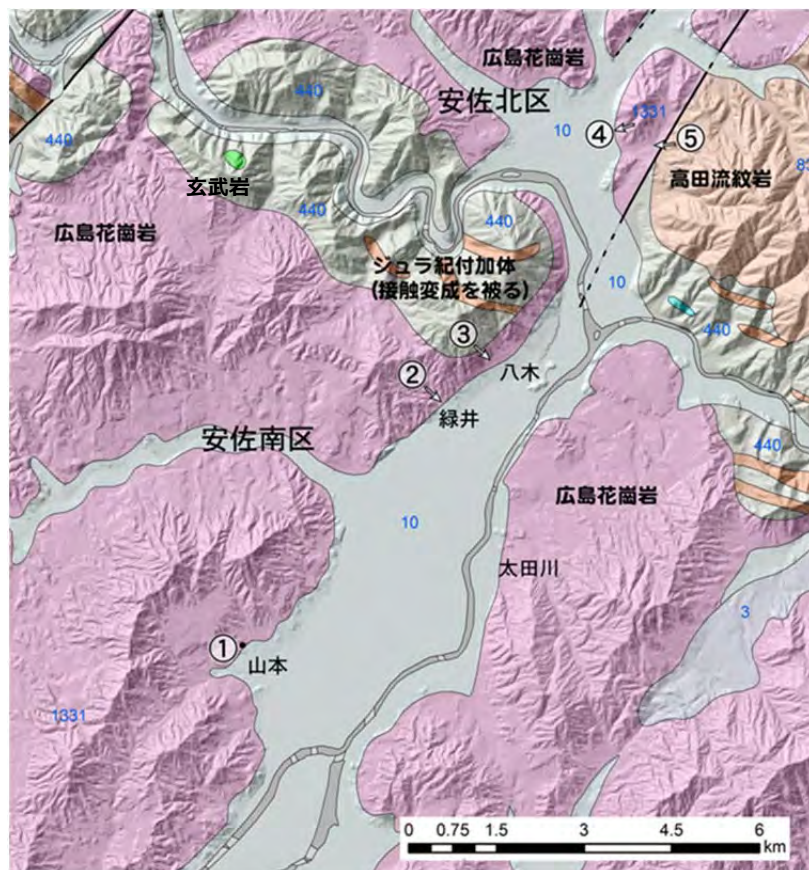 広島花崗岩
440
安佐北区
10
④
1331
⑤
440
玄武岩
高田流紋岩
440
440
広島花崗岩
ジュラ紀付加体
(接触変成を被る)
10
440
③
八木
②
緑井
安佐南区
440
広島花崗岩
10
太田川
3
①
山本
1331
0 0.75 1.5 3 4.5 6
km